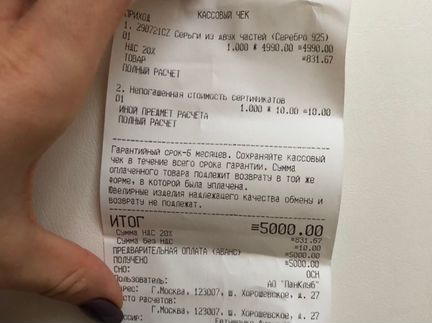 КАССОВЫЙ ЧЕК
ПРИХОД
1. 290721CZ Серьги из двух частей (Серебро 925)
01 1.000 * 4990.00 =4990.00
НДС 20% =831.67
ТОВАР
ПОЛНЫЙ РАСЧЕТ
2. Непогашенная стоимость сертификатов
01 1.000 * 10.00 =10.00
ИНОЙ ПРЕДМЕТ РАСЧЕТА
ПОЛНЫЙ РАСЧЕТ
Гарантийный срок-6 месяцев. Сохраняйте кассовый
чек в течение всего срока гарантии. Сумма
оплаченного товара подлежит возврату в той же
форме, в которой была уплачена.
Ювелирные изделия надлежащего качества обмену и
возврату не подлежат.
ИТОГ =5000.00
Сумма НДС 20% =831.67
Сумма без НДС =10.00
ПРЕДВАРИТЕЛЬНАЯ ОПЛАТА (АВАНС) =5000.00
ПОЛУЧЕНО =5000.00
СНО: ОСН
Пользователь: АО "ПанКлуб"
Адрес: Г.Москва, 123007, ш. Хорошевское, д. 27
Место расчетов:
Г.Москва, 123007, ш. Хорошевское, д. 27